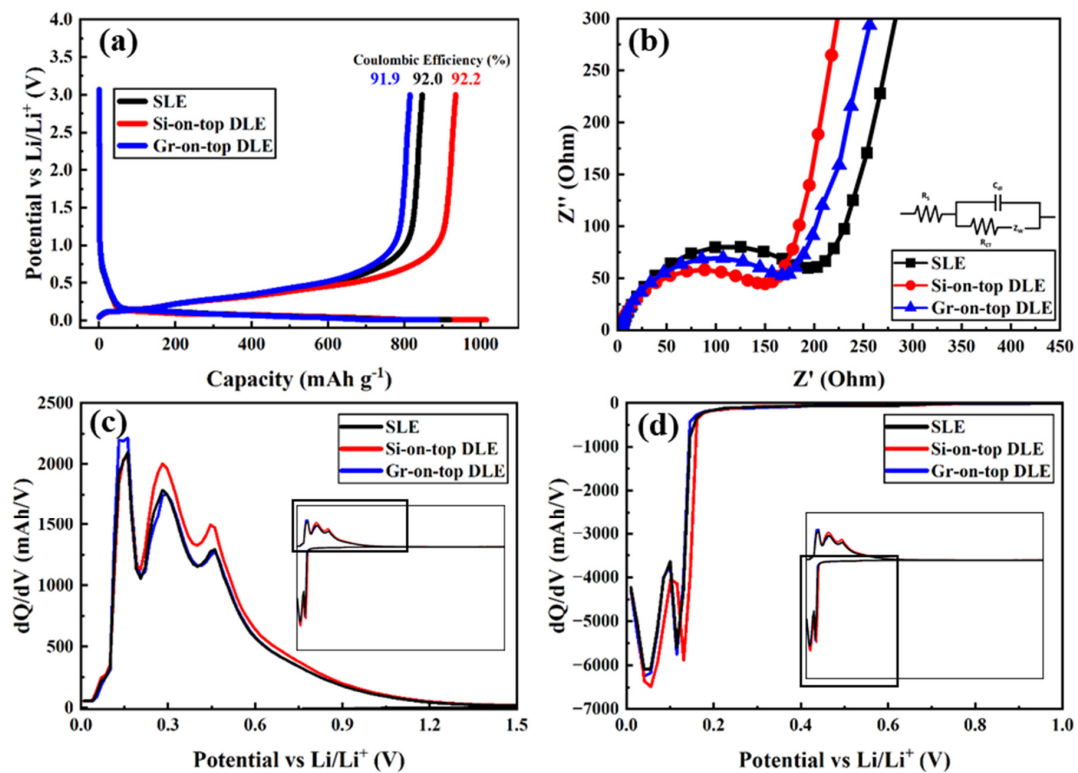 (a)
Coulombic Efficiency (%)
91.9 92.0 92.2
SLE
Si-on-top DLE
Gr-on-top DLE
4.0
3.5
3.0
2.5
2.0
1.5
1.0
0.5
0.0
Potential vs Li/Li⁺ (V)
0 200 400 600 800 1000
Capacity (mAh g⁻¹)
(b)
300
250
200
150
100
50
0
Z'' (Ohm)
R_S
C_dl
R_CT
Z_w
SLE
Si-on-top DLE
Gr-on-top DLE
0 50 100 150 200 250 300 350 400 450
Z' (Ohm)
(c)
2500
2000
1500
1000
500
0
dQ/dV (mAh/V)
SLE
Si-on-top DLE
Gr-on-top DLE
0.0 0.3 0.6 0.9 1.2 1.5
Potential vs Li/Li⁺ (V)
(d)
0
−1000
−2000
−3000
−4000
−5000
−6000
−7000
dQ/dV (mAh/V)
SLE
Si-on-top DLE
Gr-on-top DLE
0.0 0.2 0.4 0.6 0.8 1.0
Potential vs Li/Li⁺ (V)